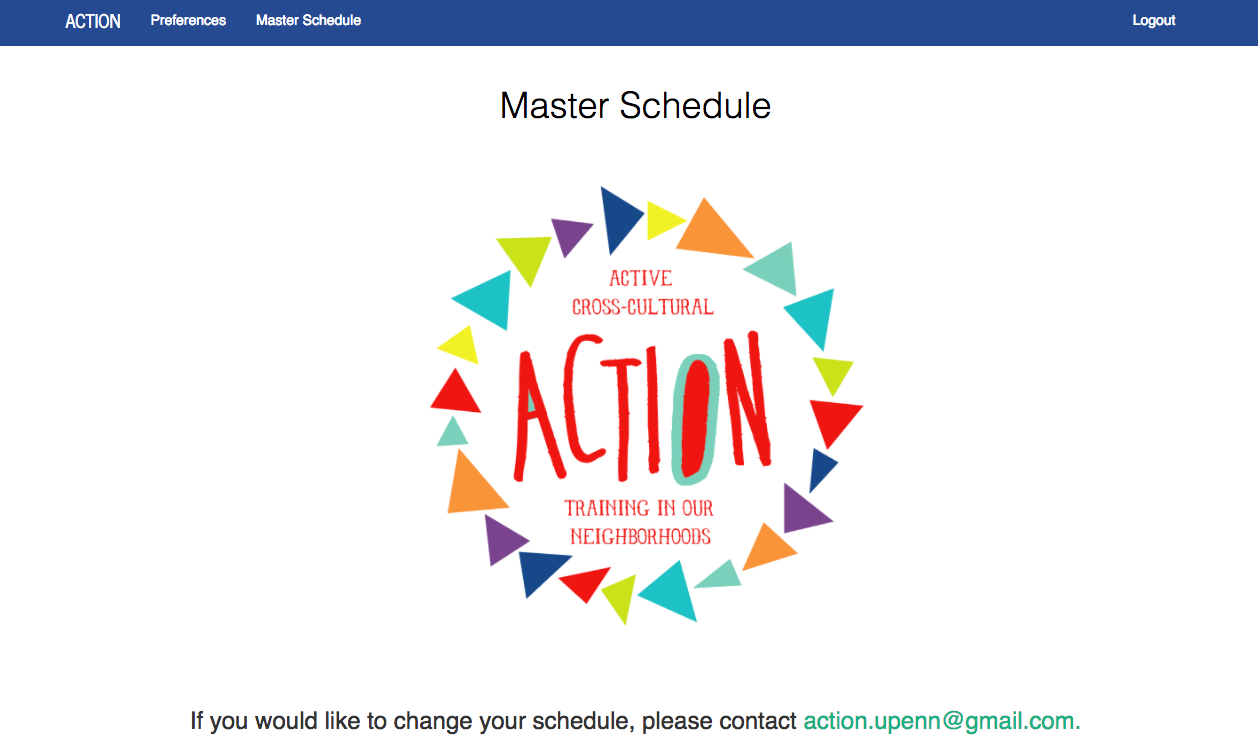 ACTION Preferences Master Schedule Logout
Master Schedule
ACTIVE
CROSS-CULTURAL
ACTION
TRAINING IN OUR
NEIGHBORHOODS
If you would like to change your schedule, please contact action.upenn@gmail.com.